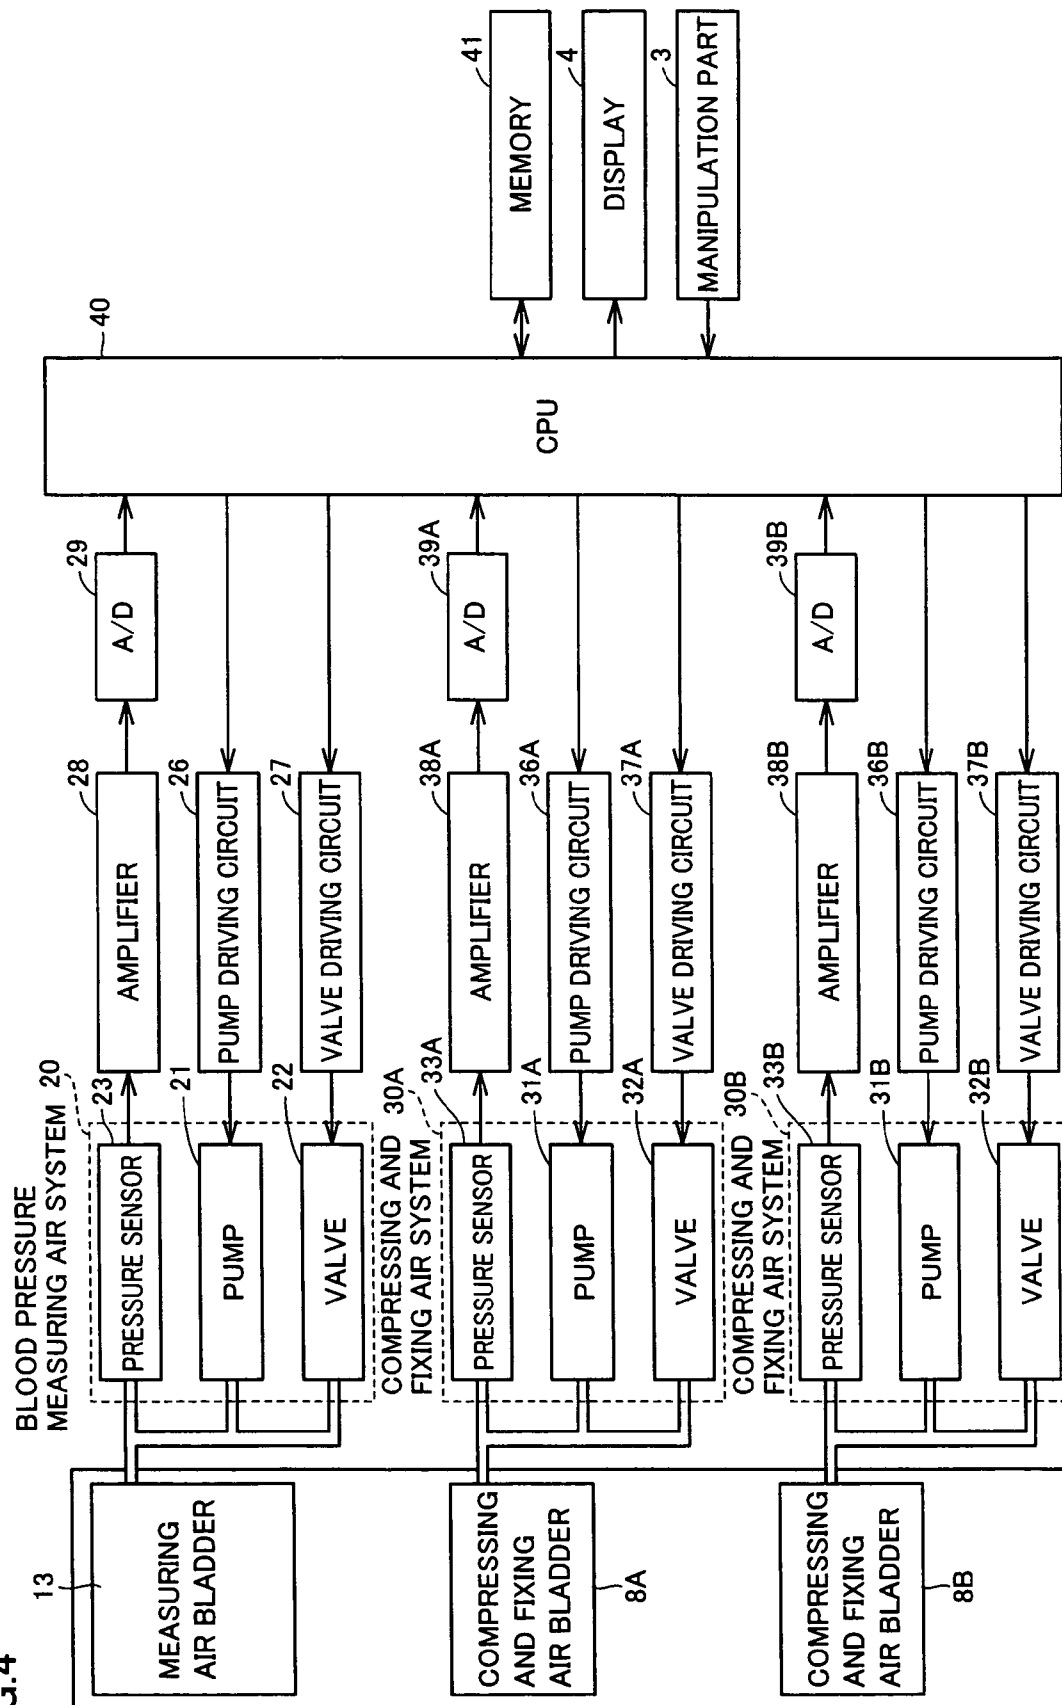 G.4
BLOOD PRESSURE
MEASURING AIR SYSTEM 20
13
MEASURING
AIR BLADDER
23
PRESSURE SENSOR
21
PUMP
22
VALVE
28
AMPLIFIER
26
PUMP DRIVING CIRCUIT
27
VALVE DRIVING CIRCUIT
29
A/D
COMPRESSING AND
FIXING AIR SYSTEM
30A
COMPRESSING
AND FIXING
AIR BLADDER
8A
33A
PRESSURE SENSOR
31A
PUMP
32A
VALVE
38A
AMPLIFIER
36A
PUMP DRIVING CIRCUIT
37A
VALVE DRIVING CIRCUIT
39A
A/D
COMPRESSING AND
FIXING AIR SYSTEM
30B
COMPRESSING
AND FIXING
AIR BLADDER
8B
33B
PRESSURE SENSOR
31B
PUMP
32B
VALVE
38B
AMPLIFIER
36B
PUMP DRIVING CIRCUIT
37B
VALVE DRIVING CIRCUIT
39B
A/D
40
CPU
41
MEMORY
4
DISPLAY
3
MANIPULATION PART